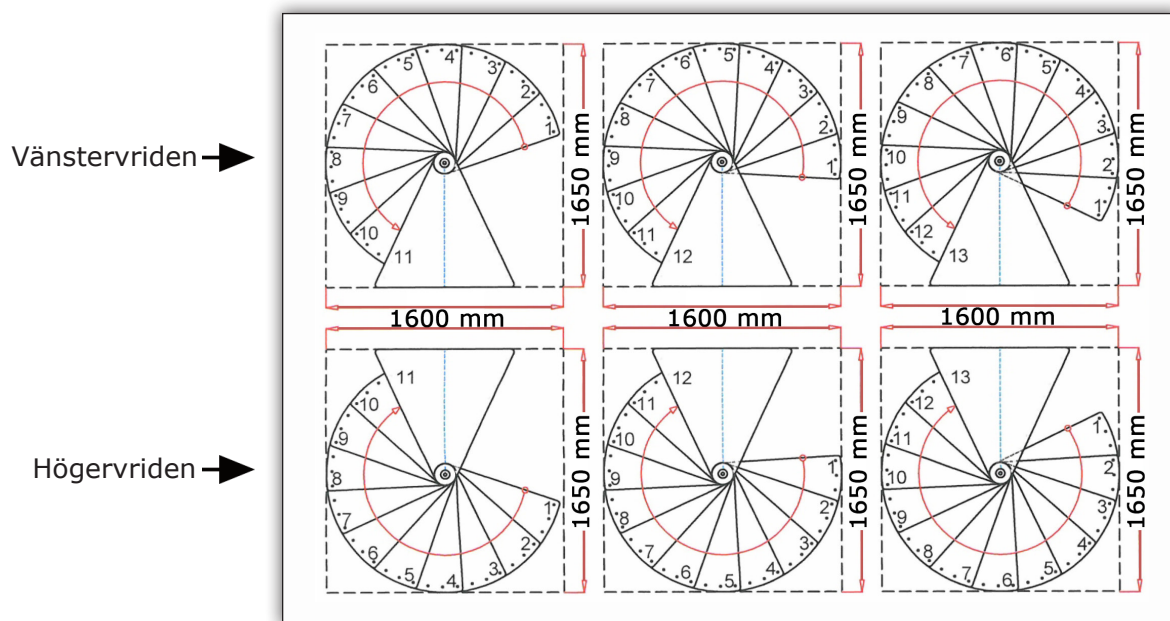 Vänstervriden
1 2 3 4 5 6 7 8 9 10 11
1650 mm
1600 mm
1 2 3 4 5 6 7 8 9 10 11 12
1650 mm
1600 mm
1 2 3 4 5 6 7 8 9 10 11 12 13
1650 mm
1600 mm
Högervriden
11 10 9 8 7 6 5 4 3 2 1
1650 mm
12 11 10 9 8 7 6 5 4 3 2 1
1650 mm
13 12 11 10 9 8 7 6 5 4 3 2 1
1650 mm